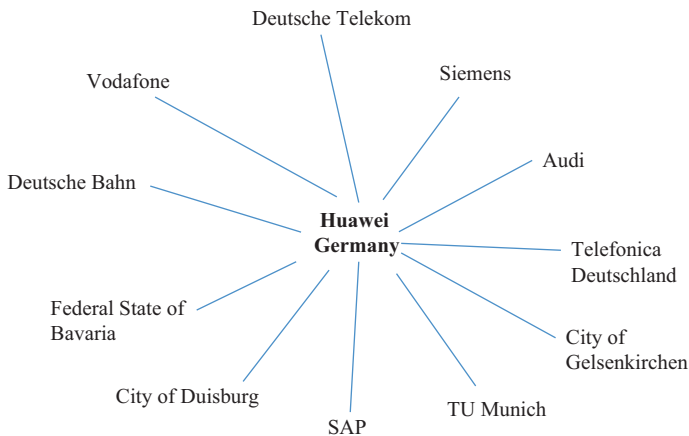 Deutsche Telekom
Siemens
Vodafone
Audi
Deutsche Bahn
Huawei
Germany
Telefonica
Deutschland
Federal State of
Bavaria
City of
Gelsenkirchen
City of Duisburg
TU Munich
SAP